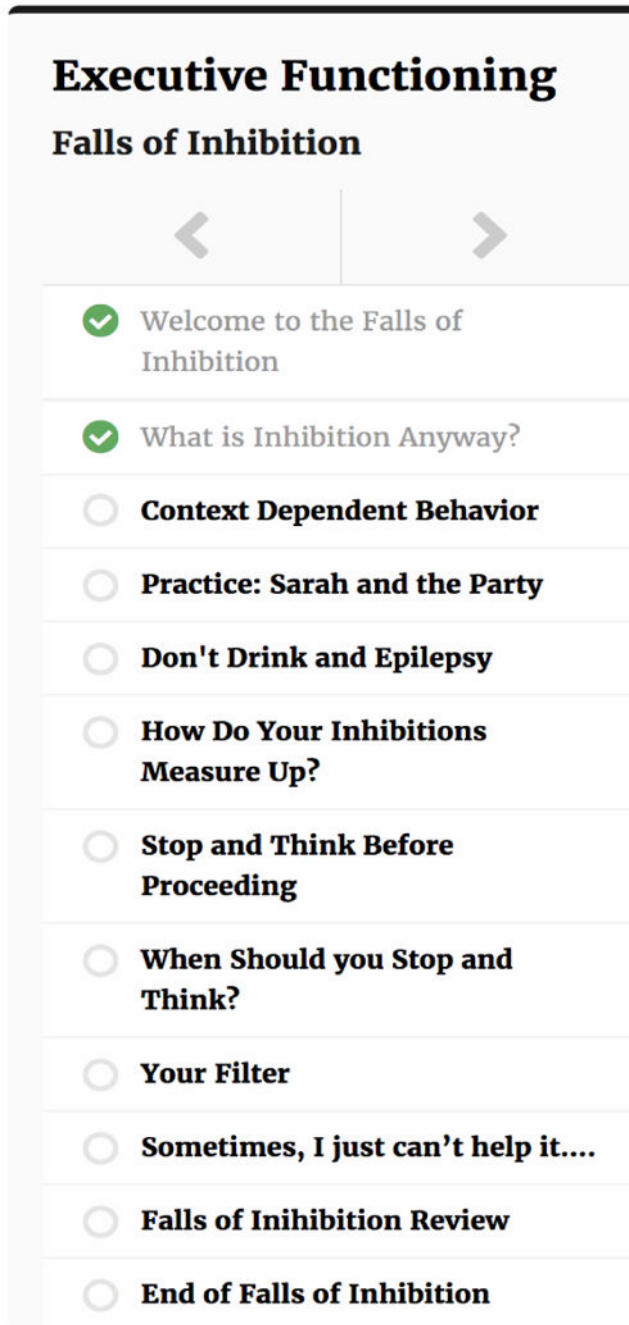 Executive Functioning
Falls of Inhibition
Welcome to the Falls of
Inhibition
What is Inhibition Anyway?
Context Dependent Behavior
Practice: Sarah and the Party
Don't Drink and Epilepsy
How Do Your Inhibitions
Measure Up?
Stop and Think Before
Proceeding
When Should you Stop and
Think?
Your Filter
Sometimes, I just can’t help it....
Falls of Inihibition Review
End of Falls of Inhibition